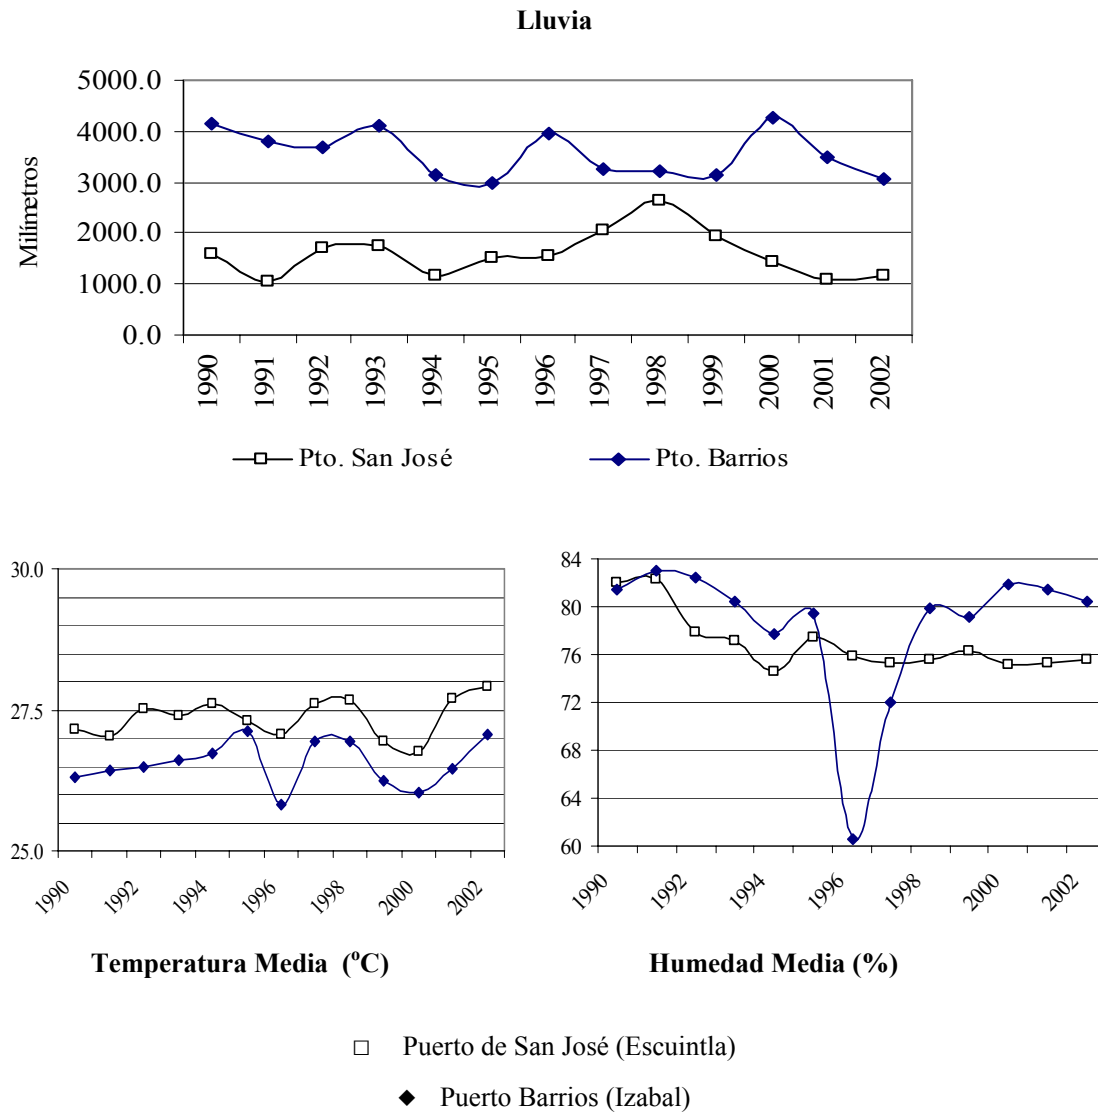 Lluvia
5000.0
4000.0
3000.0
2000.0
1000.0
0.0
Milímetros
1990 1991 1992 1993 1994 1995 1996 1997 1998 1999 2000 2001 2002
Pto. San José Pto. Barrios
30.0
27.5
25.0
1990 1992 1994 1996 1998 2000 2002
Temperatura Media (ºC)
84
80
76
72
68
64
60
1990 1992 1994 1996 1998 2000 2002
Humedad Media (%)
Puerto de San José (Escuintla)
Puerto Barrios (Izabal)